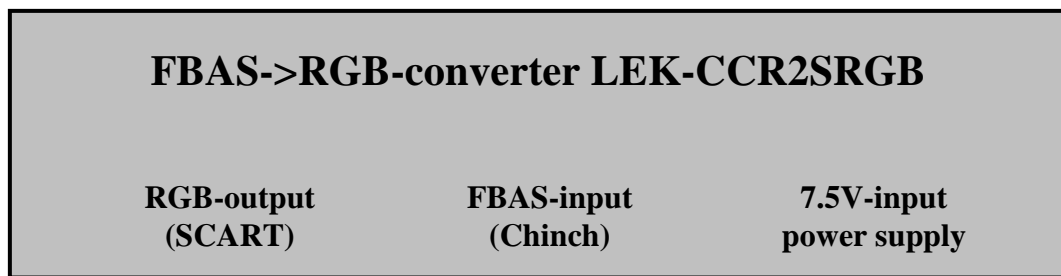 FBAS->RGB-converter LEK-CCR2SRGB
RGB-output FBAS-input 7.5V-input
(SCART) (Chinch) power supply